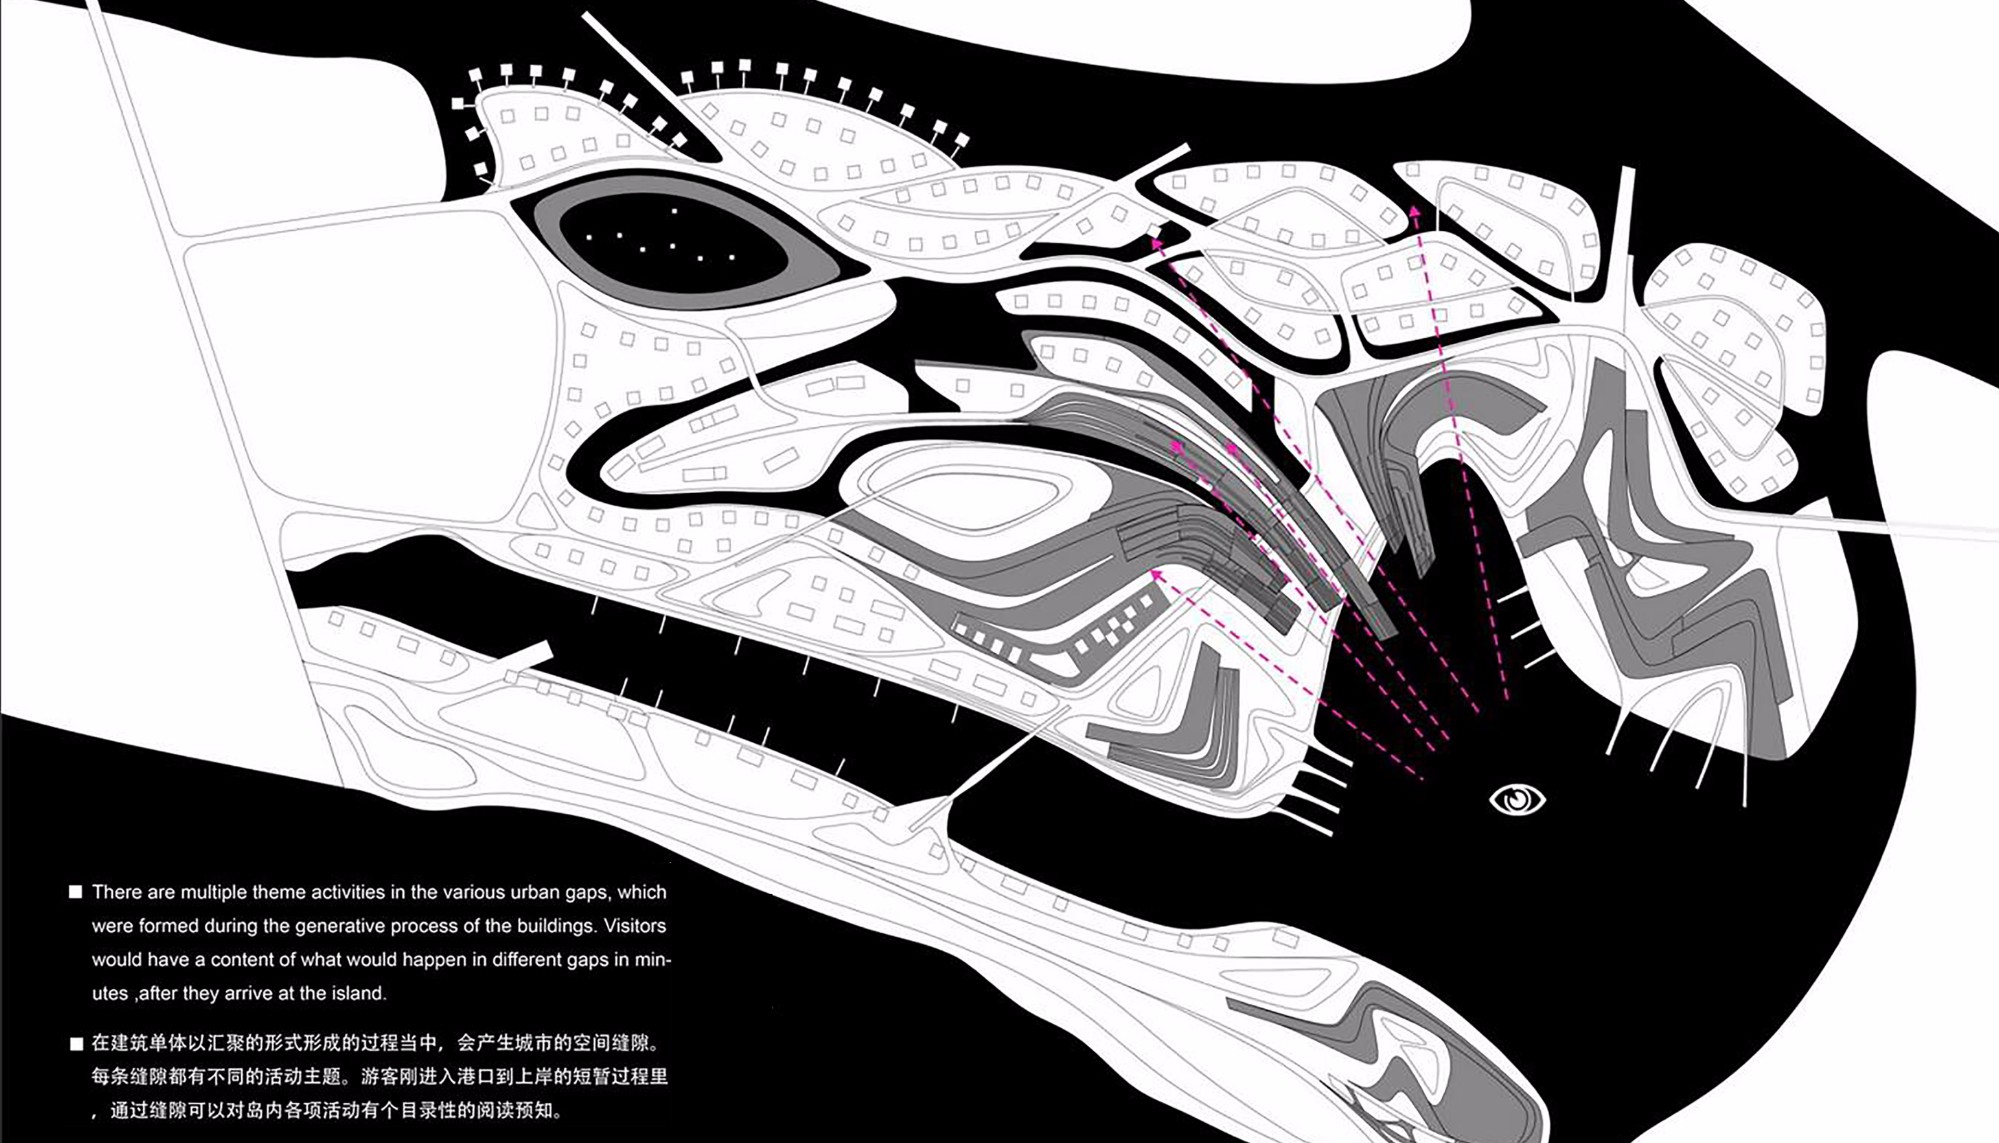 There are multiple theme activities in the various urban gaps, which
were formed during the generative process of the buildings. Visitors
would have a content of what would happen in different gaps in min-
utes ,after they arrive at the island.
在建筑单体以汇聚的形式形成的过程当中，会产生城市的空间缝隙。
每条缝隙都有不同的活动主题。游客刚进入港口到上岸的短暂过程里
，通过缝隙可以对岛内各项活动有个目录性的阅读预知。